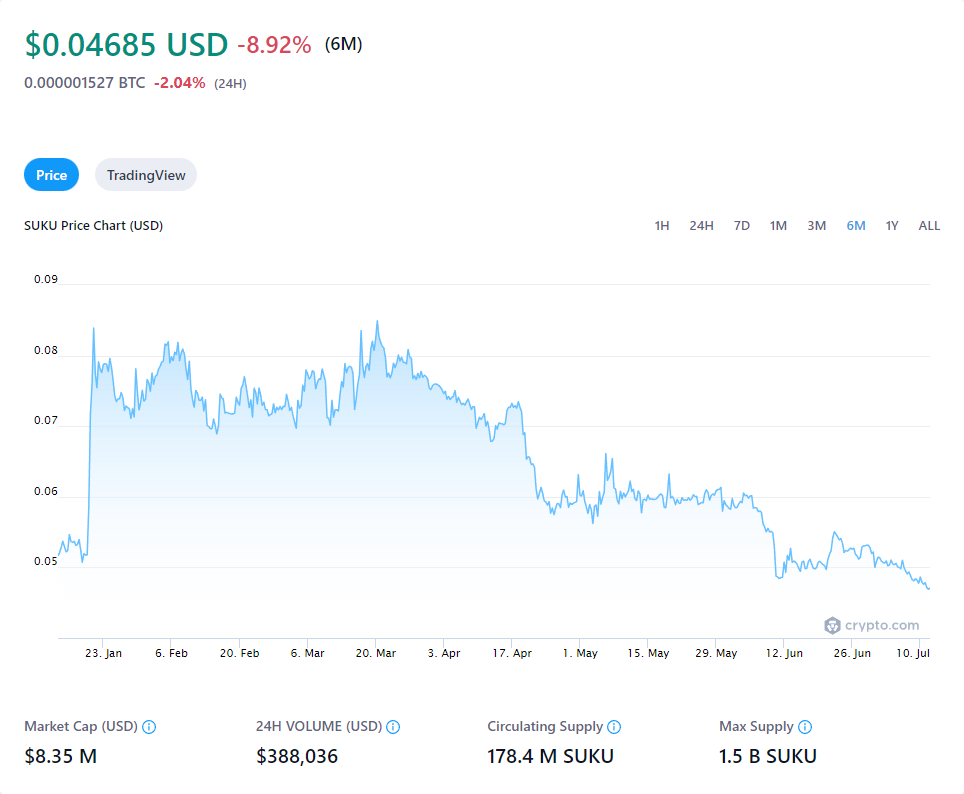 $0.04685 USD -8.92% (6M)
0.000001527 BTC -2.04% (24H)
Price TradingView
SUKU Price Chart (USD) 1H 24H 7D 1M 3M 6M 1Y ALL
0.09
0.08
0.07
0.06
0.05
crypto.com
23. Jan 6. Feb 20. Feb 6. Mar 20. Mar 3. Apr 17. Apr 1. May 15. May 29. May 12. Jun 26. Jun 10. Jul
Market Cap (USD) 24H VOLUME (USD) Circulating Supply Max Supply
$8.35 M $388,036 178.4 M SUKU 1.5 B SUKU